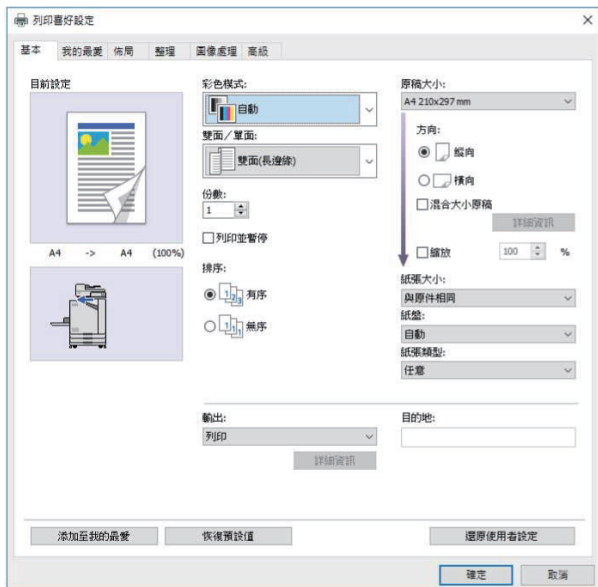 列印喜好設定
基本 我的最愛 佈局 整理 圖像處理 高級
目前設定
A4 -> A4 (100%)
彩色模式:
自動
雙面/單面:
雙面(長邊緣)
份數:
1
列印並暫停
排序:
1 2 3 有序
1 1 1 無序
原稿大小:
A4 210x297 mm
方向:
縱向
橫向
混合大小原稿
詳細資訊
縮放 100 %
紙張大小:
與原件相同
紙盤:
自動
紙張類型:
任意
輸出:
列印
詳細資訊
目的地:
添加至我的最愛 恢復預設值 還原使用者設定
確定 取消